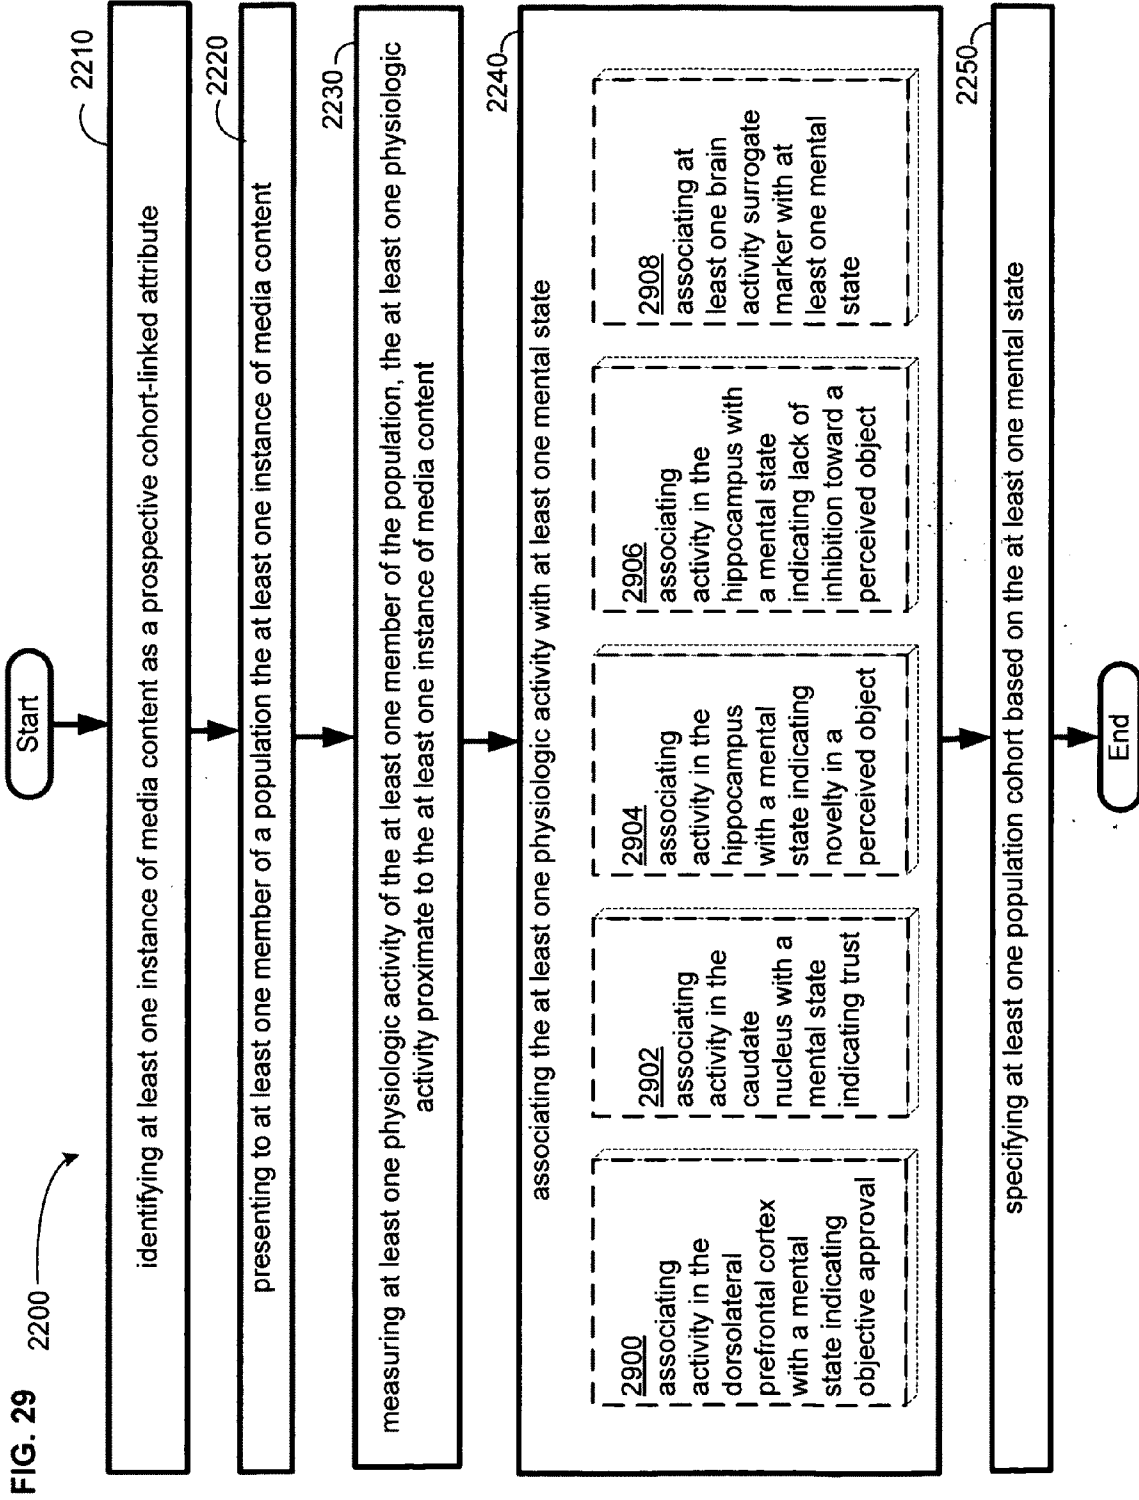 FIG. 29
2200
Start
2210
identifying at least one instance of media content as a prospective cohort-linked attribute
2220
presenting to at least one member of a population the at least one instance of media content
2230
measuring at least one physiologic activity of the at least one member of the population, the at least one physiologic
activity proximate to the at least one instance of media content
2240
associating the at least one physiologic activity with at least one mental state
2900
associating
activity in the
dorsolateral
prefrontal cortex
with a mental
state indicating
objective approval
2902
associating
activity in the
caudate
nucleus with a
mental state
indicating trust
2904
associating
activity in the
hippocampus
with a mental
state indicating
novelty in a
perceived object
2906
associating
activity in the
hippocampus with
a mental state
indicating lack of
inhibition toward a
perceived object
2908
associating at
least one brain
activity surrogate
marker with at
least one mental
state
2250
specifying at least one population cohort based on the at least one mental state
End